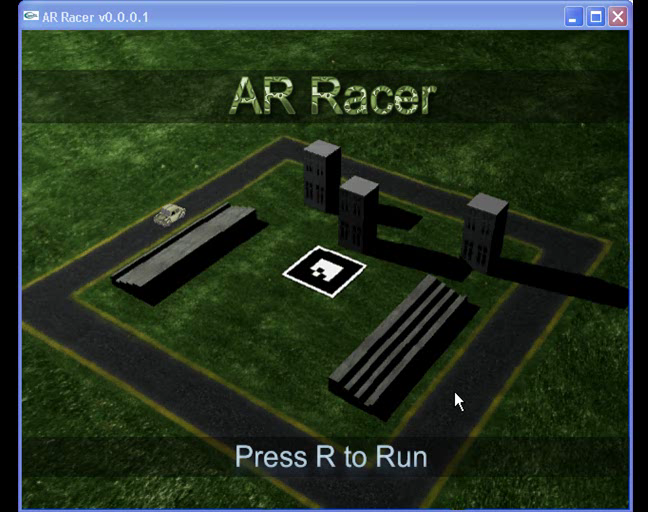 AR Racer v0.0.0.1
AR Racer
Press R to Run